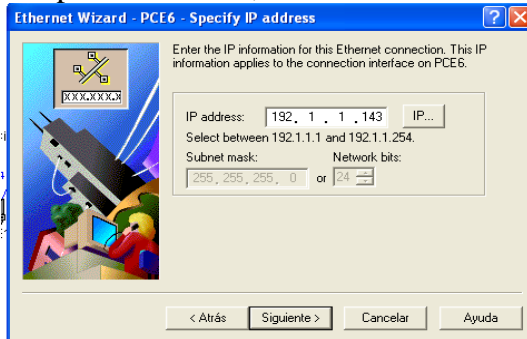 Ethernet Wizard - PCE6 - Specify IP address
Enter the IP information for this Ethernet connection. This IP
information applies to the connection interface on PCE6.
XXX.XXX.X
IP address: 192. 1 . 1 .143 IP...
Select between 192.1.1.1 and 192.1.1.254.
Subnet mask: Network bits:
255. 255. 255. 0 or 24
< Atrás Siguiente > Cancelar Ayuda